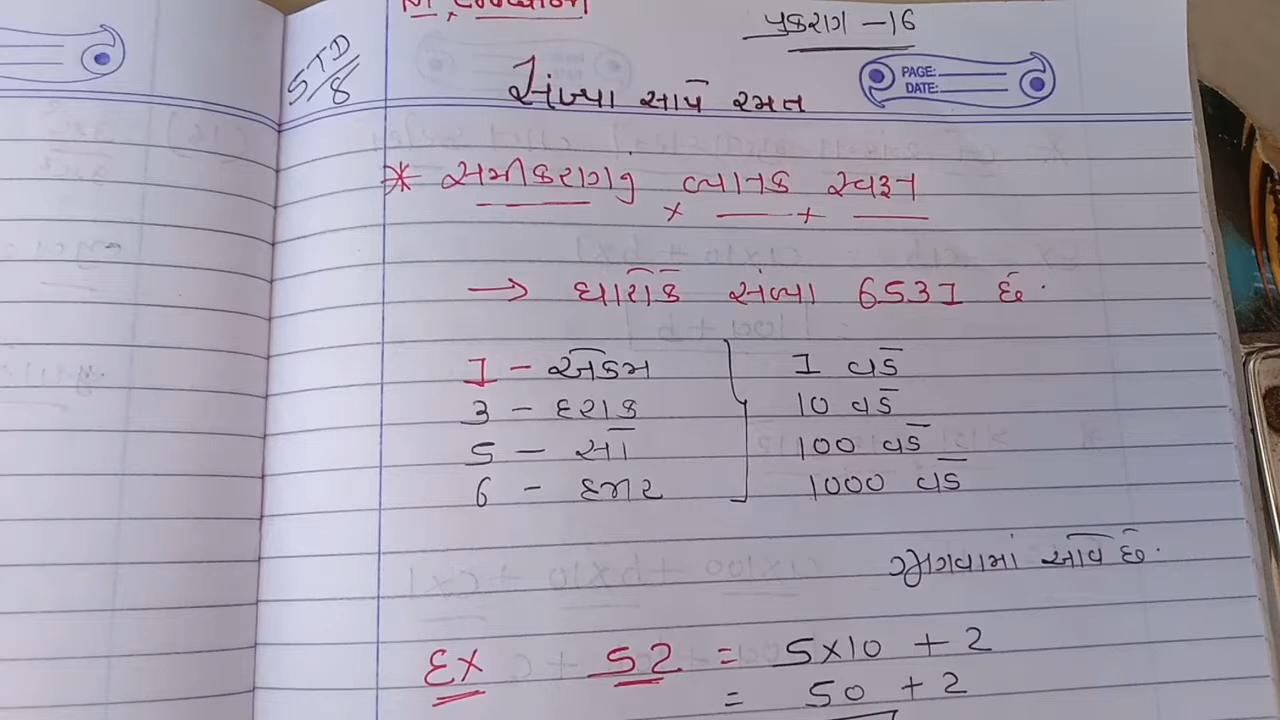 પ્રકરણ - 16
STD
8
PAGE:
DATE:
સંખ્યા સાથે રમત
* સમીકરણનું વ્યાપક સ્વરૂપ
→ ધારોકે સંખ્યા 6531 છે.
1 - એકમ 1 વડે
3 - દશક 10 વડે
5 - સો 100 વડે
6 - હજાર 1000 વડે
ગુણવામાં આવે છે.
EX 52 = 5×10 + 2
= 50 + 2